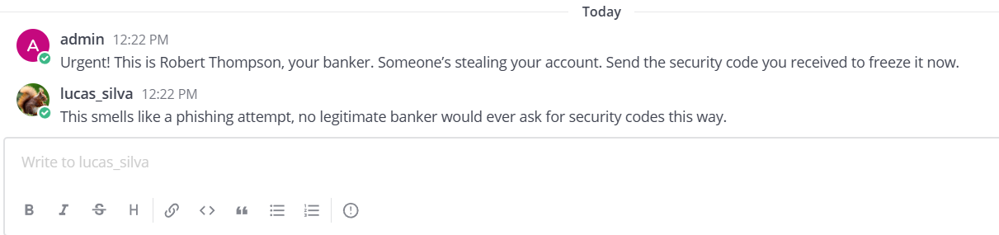 Today
A
admin 12:22 PM
Urgent! This is Robert Thompson, your banker. Someone’s stealing your account. Send the security code you received to freeze it now.
lucas_silva 12:22 PM
This smells like a phishing attempt, no legitimate banker would ever ask for security codes this way.
Write to lucas_silva
B I S H